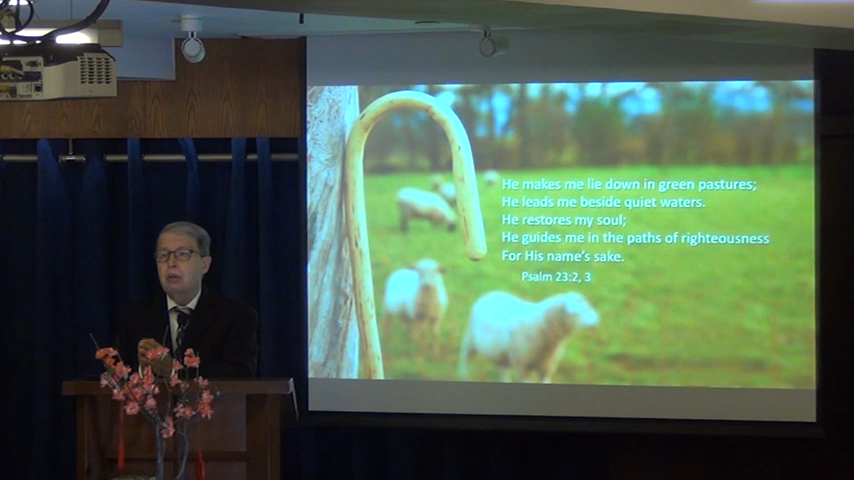 He makes me lie down in green pastures;
He leads me beside quiet waters.
He restores my soul;
He guides me in the paths of righteousness
For His name's sake.
Psalm 23:2, 3